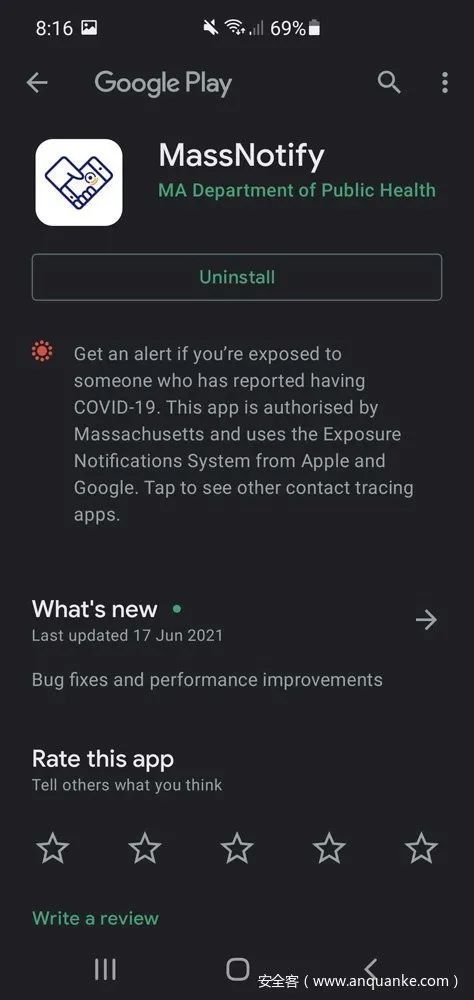 8:16 69%
Google Play
MassNotify
MA Department of Public Health
Uninstall
Get an alert if you’re exposed to
someone who has reported having
COVID-19. This app is authorised by
Massachusetts and uses the Exposure
Notifications System from Apple and
Google. Tap to see other contact tracing
apps.
What's new
Last updated 17 Jun 2021
Bug fixes and performance improvements
Rate this app
Tell others what you think
Write a review
安全客（www.anquanke.com）